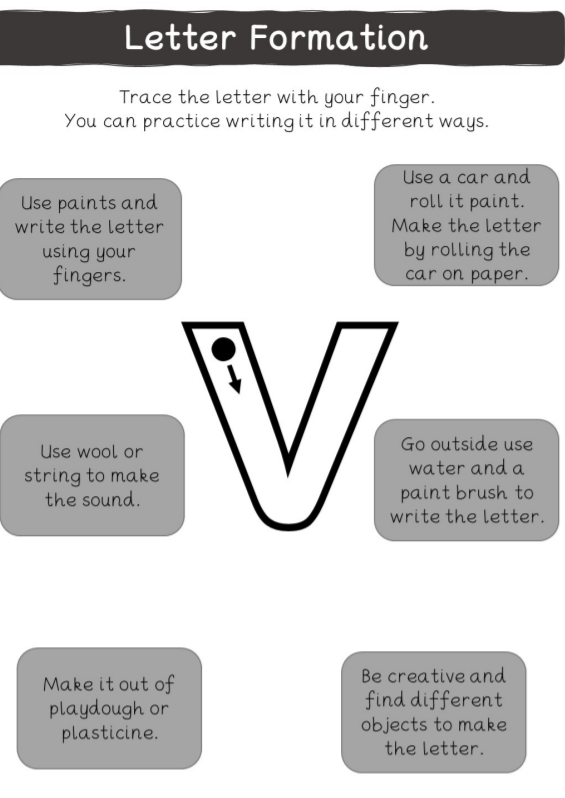 Letter Formation
Trace the letter with your finger.
You can practice writing it in different ways.
Use paints and
write the letter
using your
fingers.
Use a car and
roll it paint.
Make the letter
by rolling the
car on paper.
v
Use wool or
string to make
the sound.
Go outside use
water and a
paint brush to
write the letter.
Make it out of
playdough or
plasticine.
Be creative and
find different
objects to make
the letter.